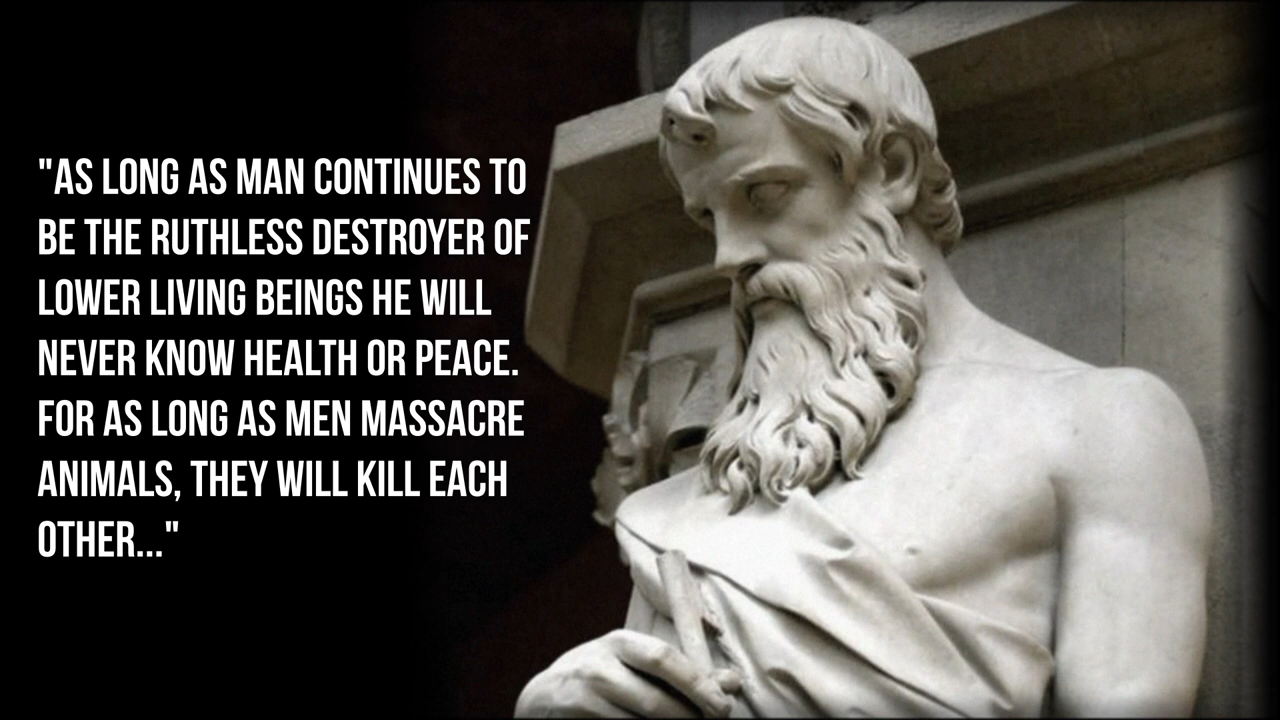 "AS LONG AS MAN CONTINUES TO
BE THE RUTHLESS DESTROYER OF
LOWER LIVING BEINGS HE WILL
NEVER KNOW HEALTH OR PEACE.
FOR AS LONG AS MEN MASSACRE
ANIMALS, THEY WILL KILL EACH
OTHER..."